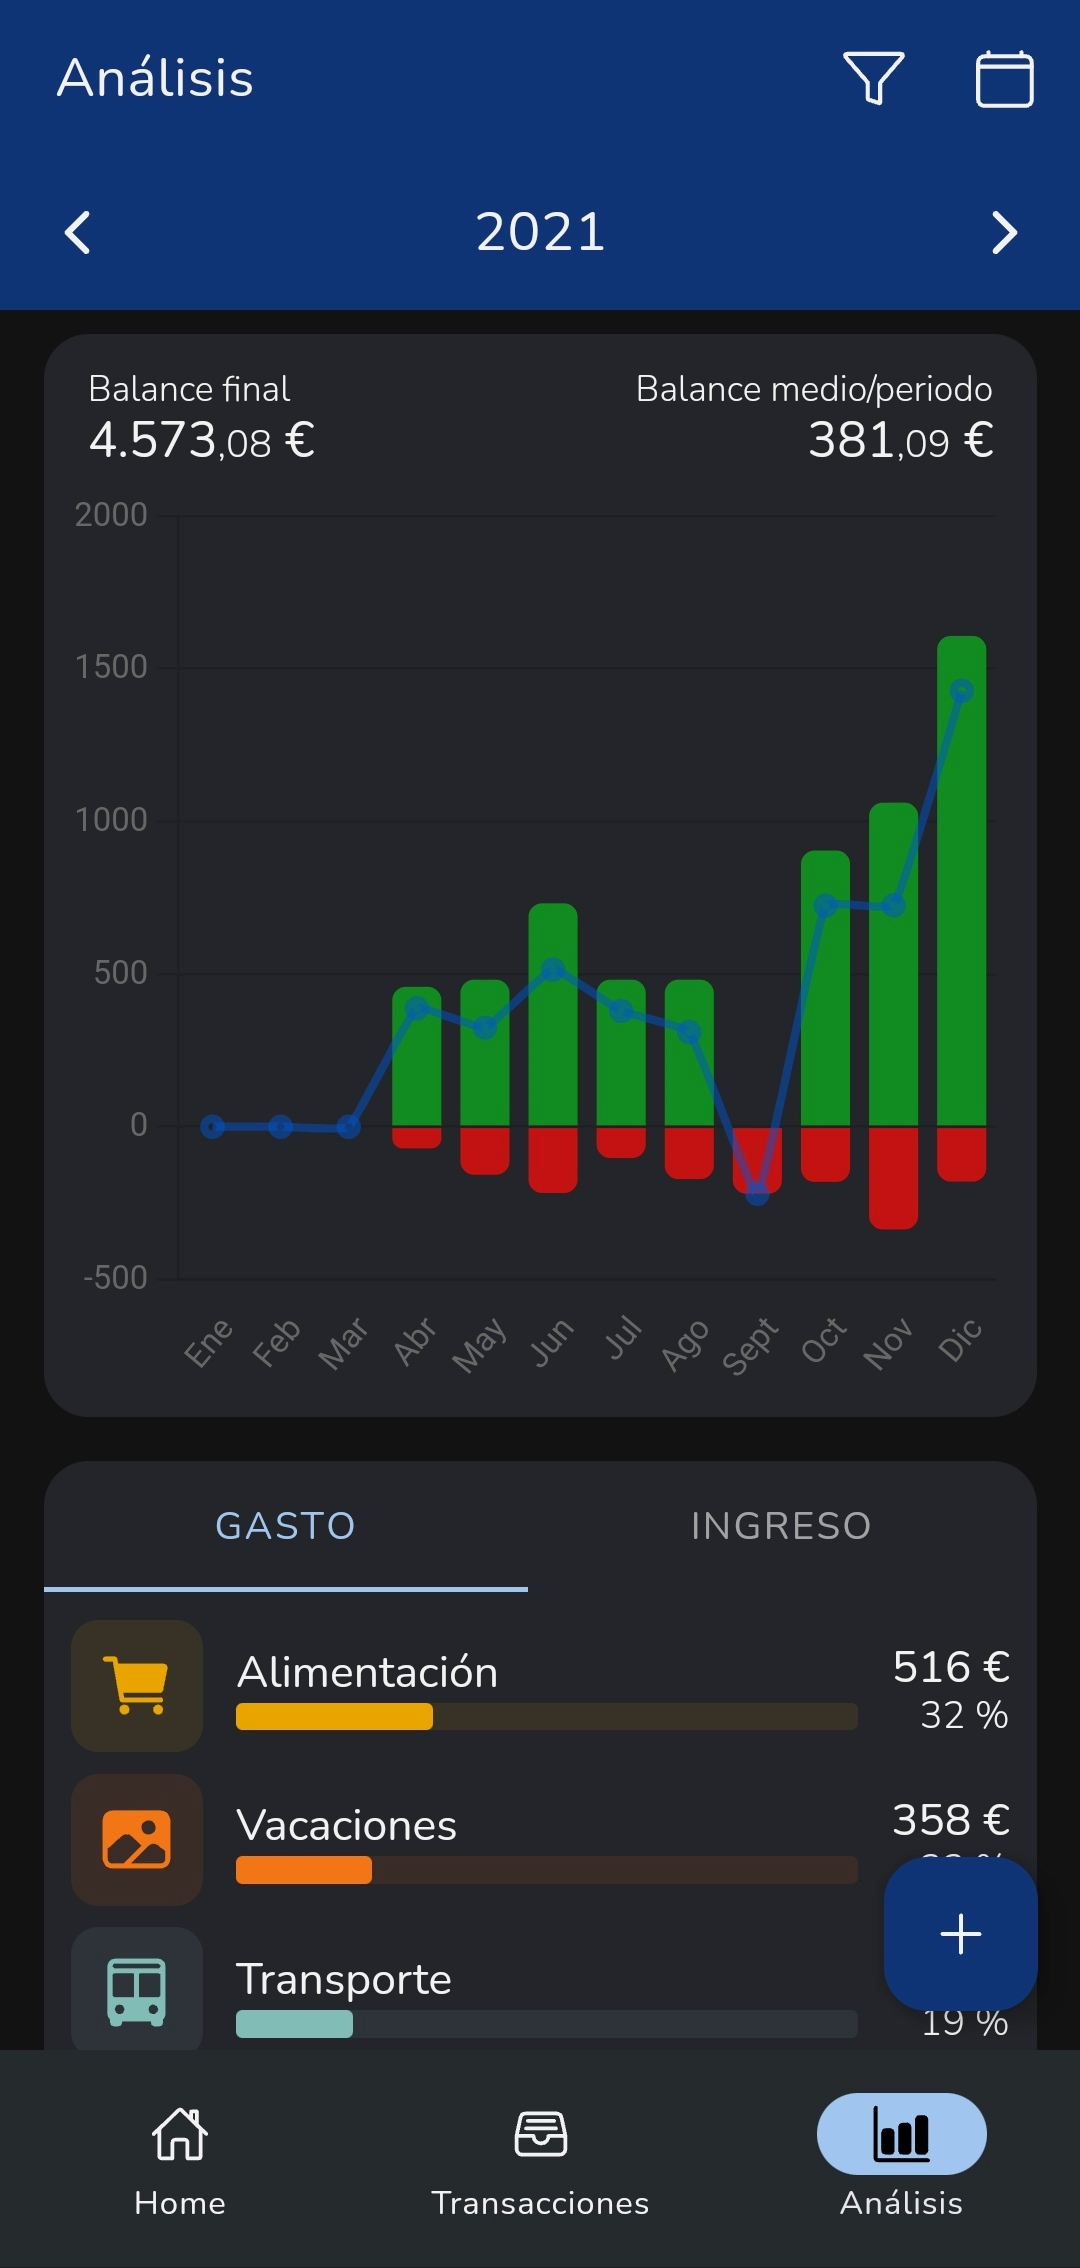 Análisis
2021
Balance final
Balance medio/periodo
4.573,08 €
381,09 €
2000
1500
1000
500
0
-500
Ene Feb Mar Abr May Jun Jul Ago Sept Oct Nov Dic
GASTO
INGRESO
Alimentación
516 €
32 %
Vacaciones
358 €
Transporte
19 %
Home
Transacciones
Análisis